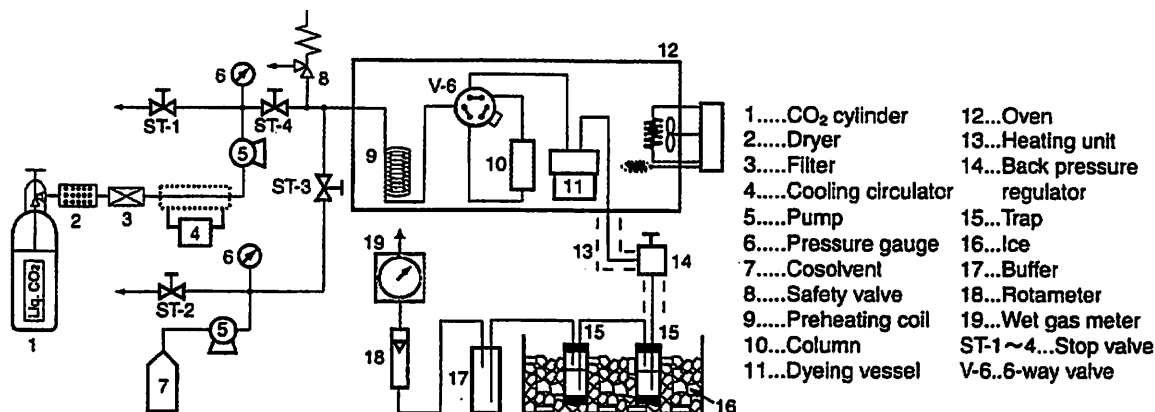 12
6
8
V-6
ST-1
ST-4
5
9
10
11
ST-3
2
3
4
Liq. CO₂
1
6
19
13
14
ST-2
5
7
18
17
15
15
16
1.....CO₂ cylinder
2.....Dryer
3.....Filter
4.....Cooling circulator
5.....Pump
6.....Pressure gauge
7.....Cosolvent
8.....Safety valve
9.....Preheating coil
10...Column
11...Dyeing vessel
12...Oven
13...Heating unit
14...Back pressure
regulator
15...Trap
16...Ice
17...Buffer
18...Rotameter
19...Wet gas meter
ST-1～4...Stop valve
V-6..6-way valve